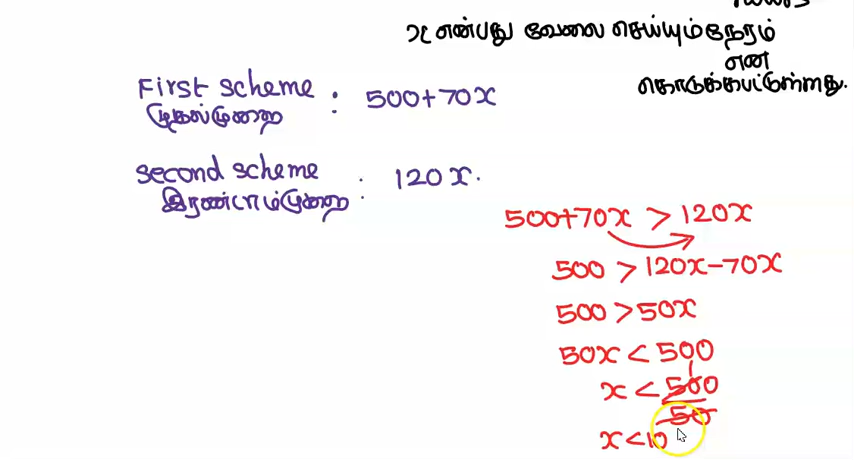 x என்பது வேலை செய்யும் நேரம்
என
கொடுக்கப்பட்டுள்ளது.
First scheme : 500+70x
முதல்முறை
second scheme : 120x.
இரண்டாம்முறை
500+70x > 120x
500 > 120x-70x
500 > 50x
50x < 500
x < 500
50
x < 10